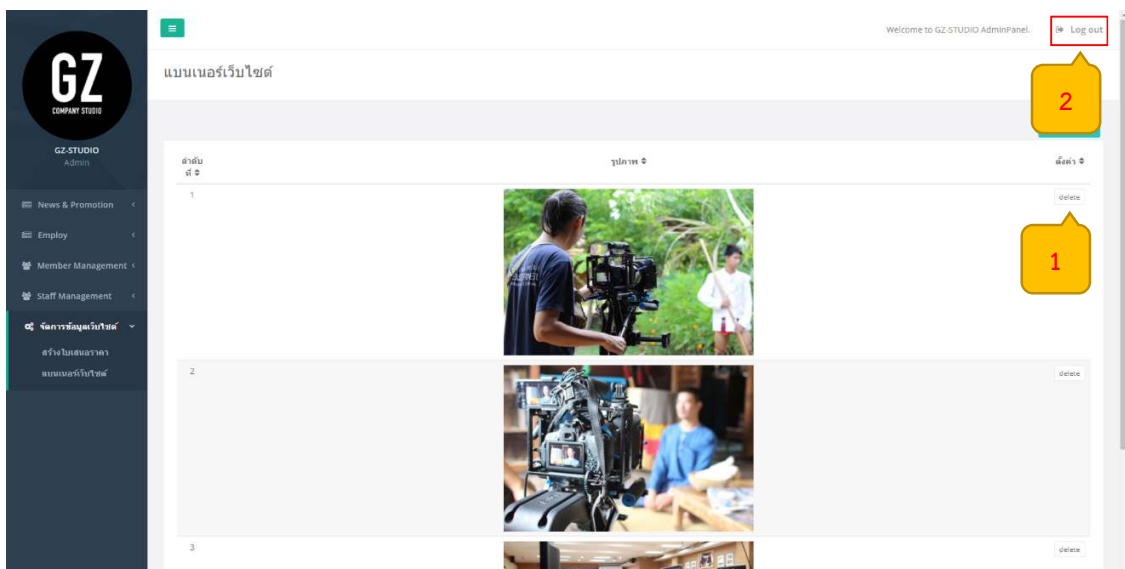 Welcome to GZ-STUDIO AdminPanel.
Log out
GZ
COMPANY STUDIO
GZ-STUDIO
Admin
News & Promotion
Employ
Member Management
Staff Management
จัดการข้อมูลเว็บไซต์
สร้างใบเสนอราคา
แบนเนอร์เว็บไซต์
แบนเนอร์เว็บไซต์
2
ลำดับ
ที่
รูปภาพ
ตั้งค่า
1
delete
1
2
delete
3
delete